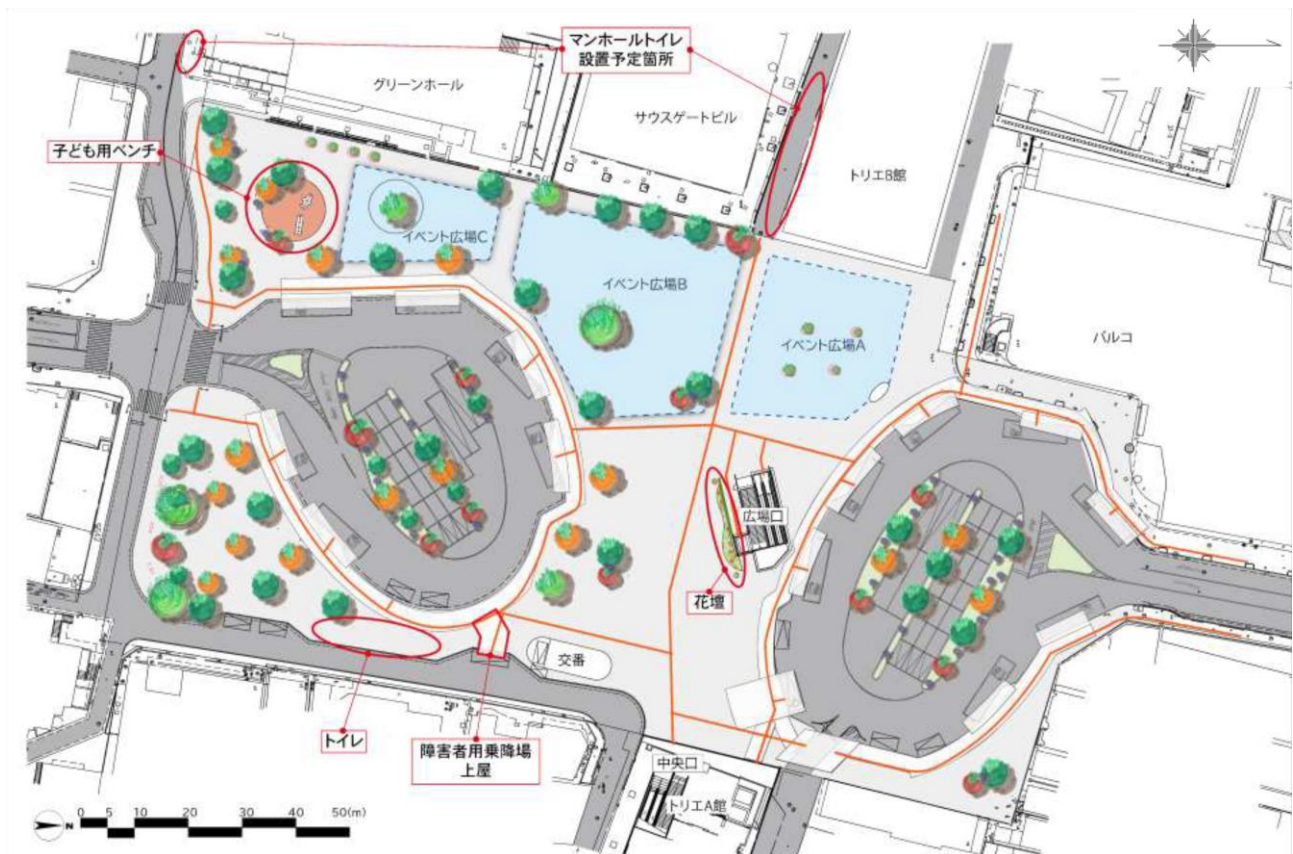 マンホールトイレ
設置予定箇所
グリーンホール
サウスゲートビル
トリエB館
子ども用ベンチ
イベント広場C
イベント広場B
イベント広場A
パルコ
広場口
花壇
交番
トイレ
障害者用乗降場
上屋
中央口
トリエA館
N
0 5 10 20 30 40 50(m)